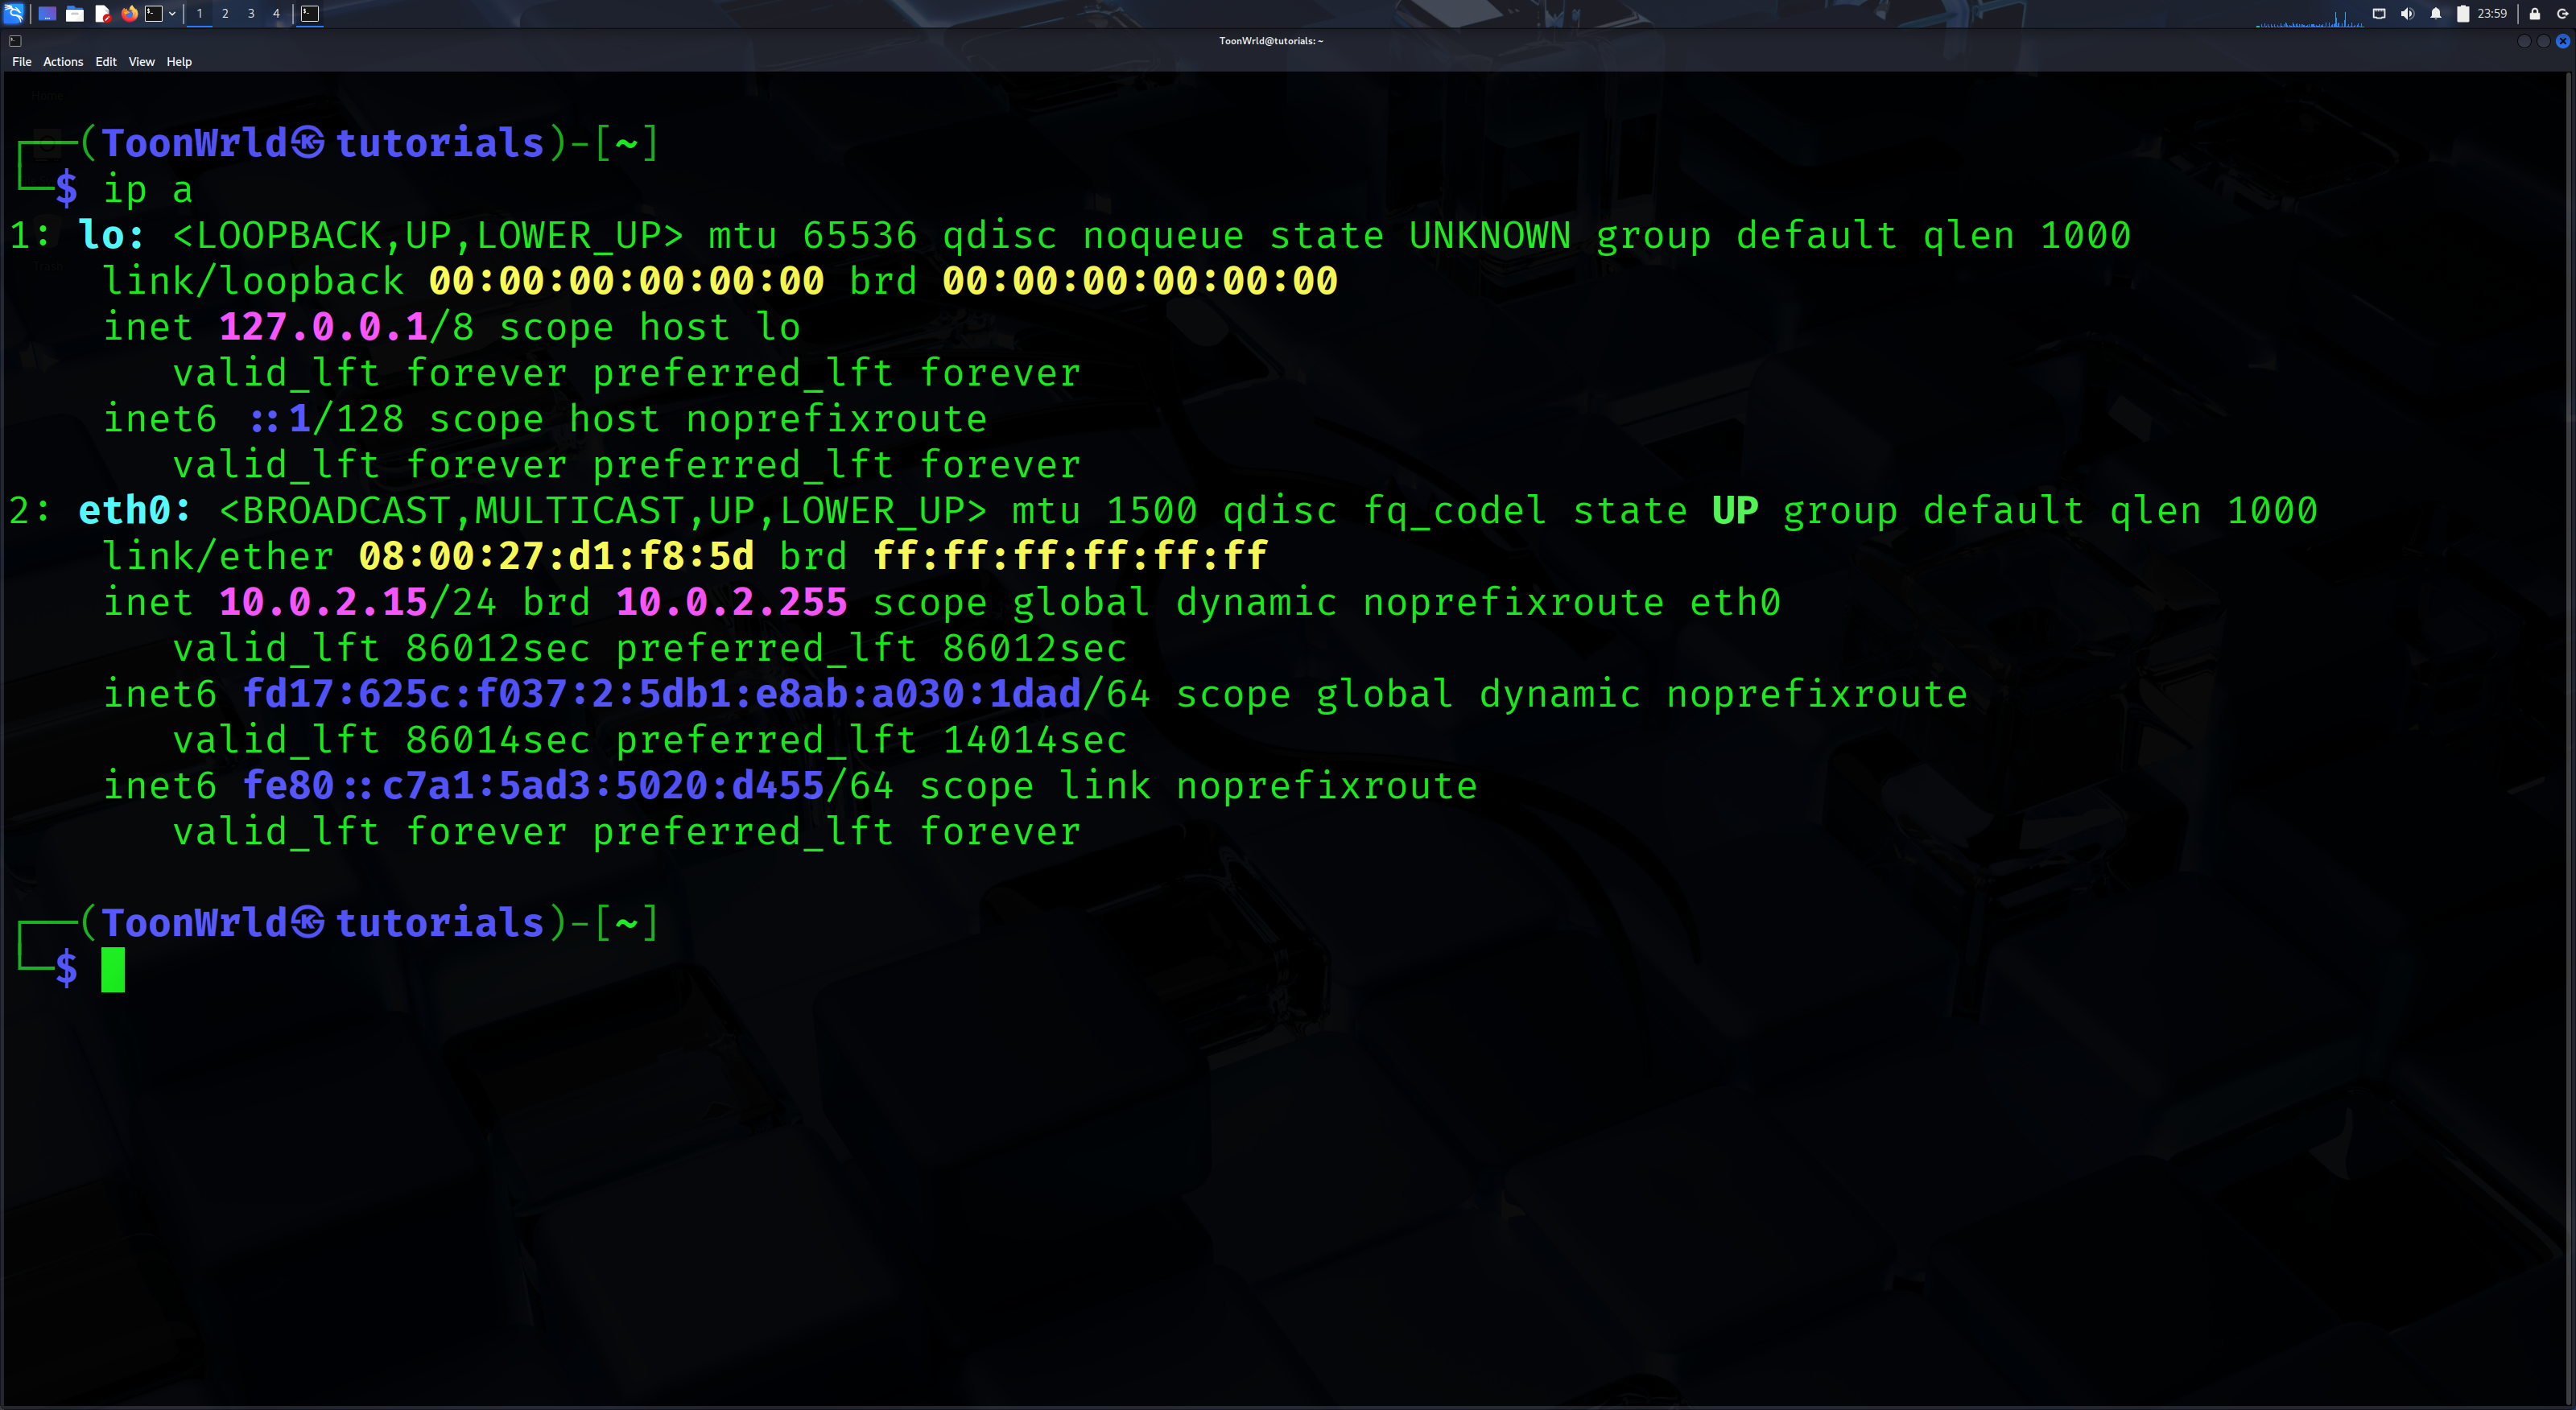 1 2 3 4 23:59
ToonWrld@tutorials: ~
File Actions Edit View Help
Home
Trash
┌──(ToonWrld㉿tutorials)-[~]
└─$ ip a
1: lo: <LOOPBACK,UP,LOWER_UP> mtu 65536 qdisc noqueue state UNKNOWN group default qlen 1000
    link/loopback 00:00:00:00:00:00 brd 00:00:00:00:00:00
    inet 127.0.0.1/8 scope host lo
       valid_lft forever preferred_lft forever
    inet6 ::1/128 scope host noprefixroute
       valid_lft forever preferred_lft forever
2: eth0: <BROADCAST,MULTICAST,UP,LOWER_UP> mtu 1500 qdisc fq_codel state UP group default qlen 1000
    link/ether 08:00:27:d1:f8:5d brd ff:ff:ff:ff:ff:ff
    inet 10.0.2.15/24 brd 10.0.2.255 scope global dynamic noprefixroute eth0
       valid_lft 86012sec preferred_lft 86012sec
    inet6 fd17:625c:f037:2:5db1:e8ab:a030:1dad/64 scope global dynamic noprefixroute
       valid_lft 86014sec preferred_lft 14014sec
    inet6 fe80::c7a1:5ad3:5020:d455/64 scope link noprefixroute
       valid_lft forever preferred_lft forever
┌──(ToonWrld㉿tutorials)-[~]
└─$